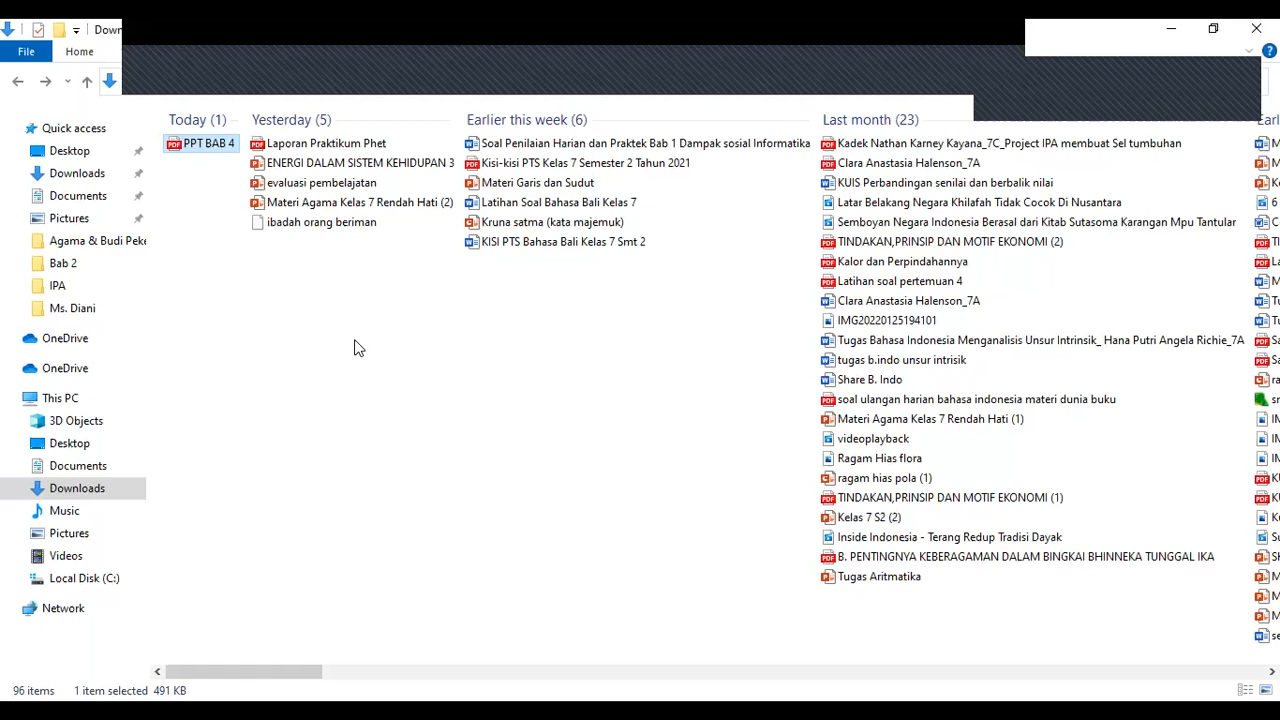 Down
File
Home
Quick access
Desktop
Downloads
Documents
Pictures
Agama & Budi Peke
Bab 2
IPA
Ms. Diani
OneDrive
OneDrive
This PC
3D Objects
Desktop
Documents
Downloads
Music
Pictures
Videos
Local Disk (C:)
Network
Today (1)
PPT BAB 4
Yesterday (5)
Laporan Praktikum Phet
ENERGI DALAM SISTEM KEHIDUPAN 3
evaluasi pembelajatan
Materi Agama Kelas 7 Rendah Hati (2)
ibadah orang beriman
Earlier this week (6)
Soal Penilaian Harian dan Praktek Bab 1 Dampak sosial Informatika
Kisi-kisi PTS Kelas 7 Semester 2 Tahun 2021
Materi Garis dan Sudut
Latihan Soal Bahasa Bali Kelas 7
Kruna satma (kata majemuk)
KISI PTS Bahasa Bali Kelas 7 Smt 2
Last month (23)
Kadek Nathan Karney Kayana_7C_Project IPA membuat Sel tumbuhan
Clara Anastasia Halenson_7A
KUIS Perbandingan senilai dan berbalik nilai
Latar Belakang Negara Khilafah Tidak Cocok Di Nusantara
Semboyan Negara Indonesia Berasal dari Kitab Sutasoma Karangan Mpu Tantular
TINDAKAN,PRINSIP DAN MOTIF EKONOMI (2)
Kalor dan Perpindahannya
Latihan soal pertemuan 4
Clara Anastasia Halenson_7A
IMG20220125194101
Tugas Bahasa Indonesia Menganalisis Unsur Intrinsik_ Hana Putri Angela Richie_7A
tugas b.indo unsur intrisik
Share B. Indo
soal ulangan harian bahasa indonesia materi dunia buku
Materi Agama Kelas 7 Rendah Hati (1)
videoplayback
Ragam Hias flora
ragam hias pola (1)
TINDAKAN,PRINSIP DAN MOTIF EKONOMI (1)
Kelas 7 S2 (2)
Inside Indonesia - Terang Redup Tradisi Dayak
B. PENTINGNYA KEBERAGAMAN DALAM BINGKAI BHINNEKA TUNGGAL IKA
Tugas Aritmatika
96 items
1 item selected 491 KB